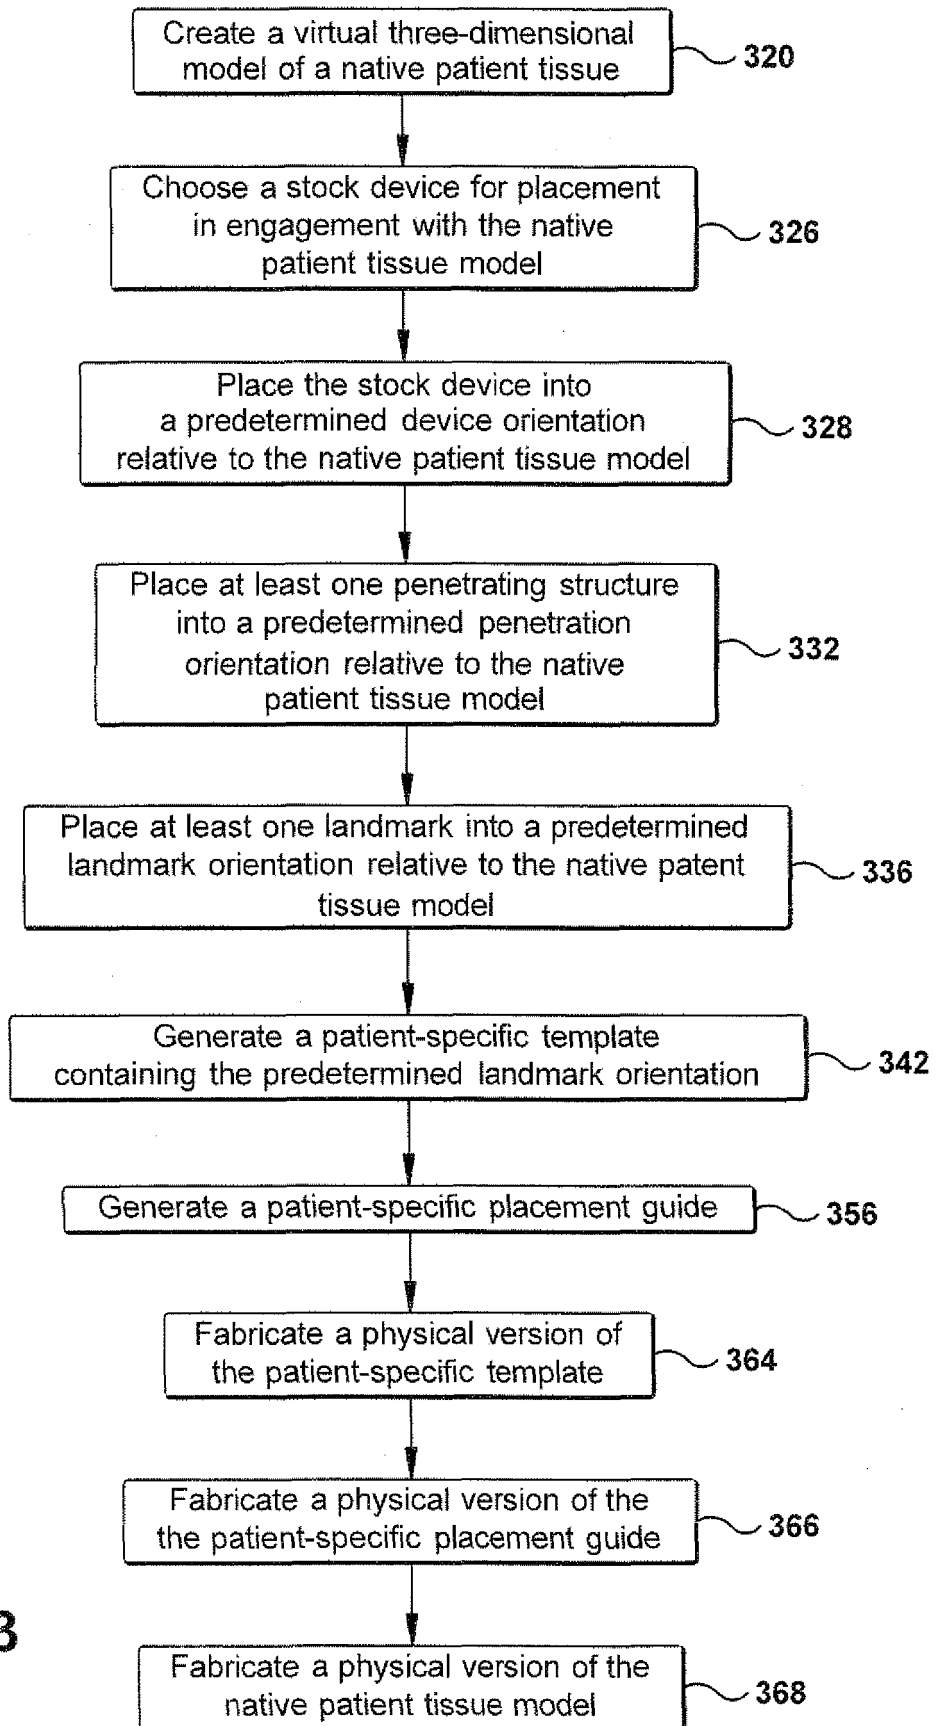 Create a virtual three-dimensional
model of a native patient tissue
320
Choose a stock device for placement
in engagement with the native
patient tissue model
326
Place the stock device into
a predetermined device orientation
relative to the native patient tissue model
328
Place at least one penetrating structure
into a predetermined penetration
orientation relative to the native
patient tissue model
332
Place at least one landmark into a predetermined
landmark orientation relative to the native patent
tissue model
336
Generate a patient-specific template
containing the predetermined landmark orientation
342
Generate a patient-specific placement guide
356
Fabricate a physical version of
the patient-specific template
364
Fabricate a physical version of the
the patient-specific placement guide
366
Fabricate a physical version of the
native patient tissue model
368